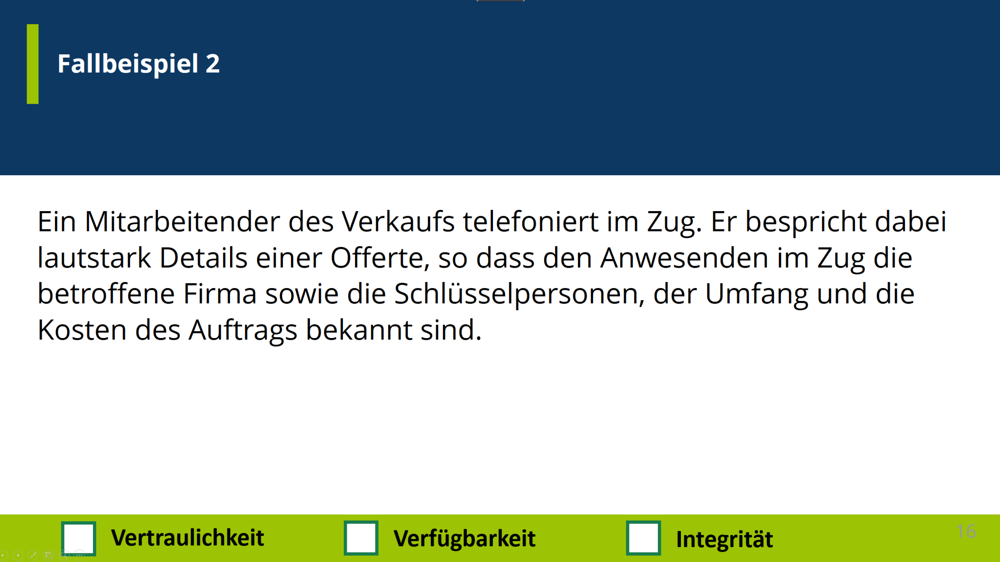 Fallbeispiel 2
Ein Mitarbeitender des Verkaufs telefoniert im Zug. Er bespricht dabei
lautstark Details einer Offerte, so dass den Anwesenden im Zug die
betroffene Firma sowie die Schlüsselpersonen, der Umfang und die
Kosten des Auftrags bekannt sind.
Vertraulichkeit
Verfügbarkeit
Integrität
16